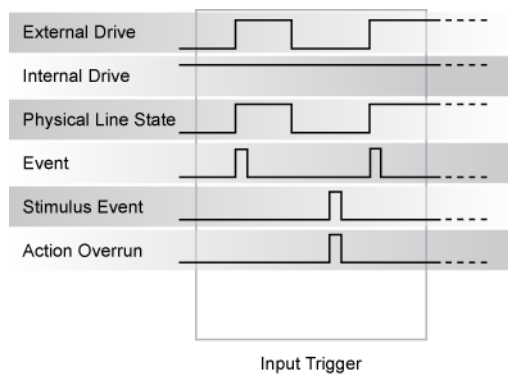 External Drive
Internal Drive
Physical Line State
Event
Stimulus Event
Action Overrun
Input Trigger